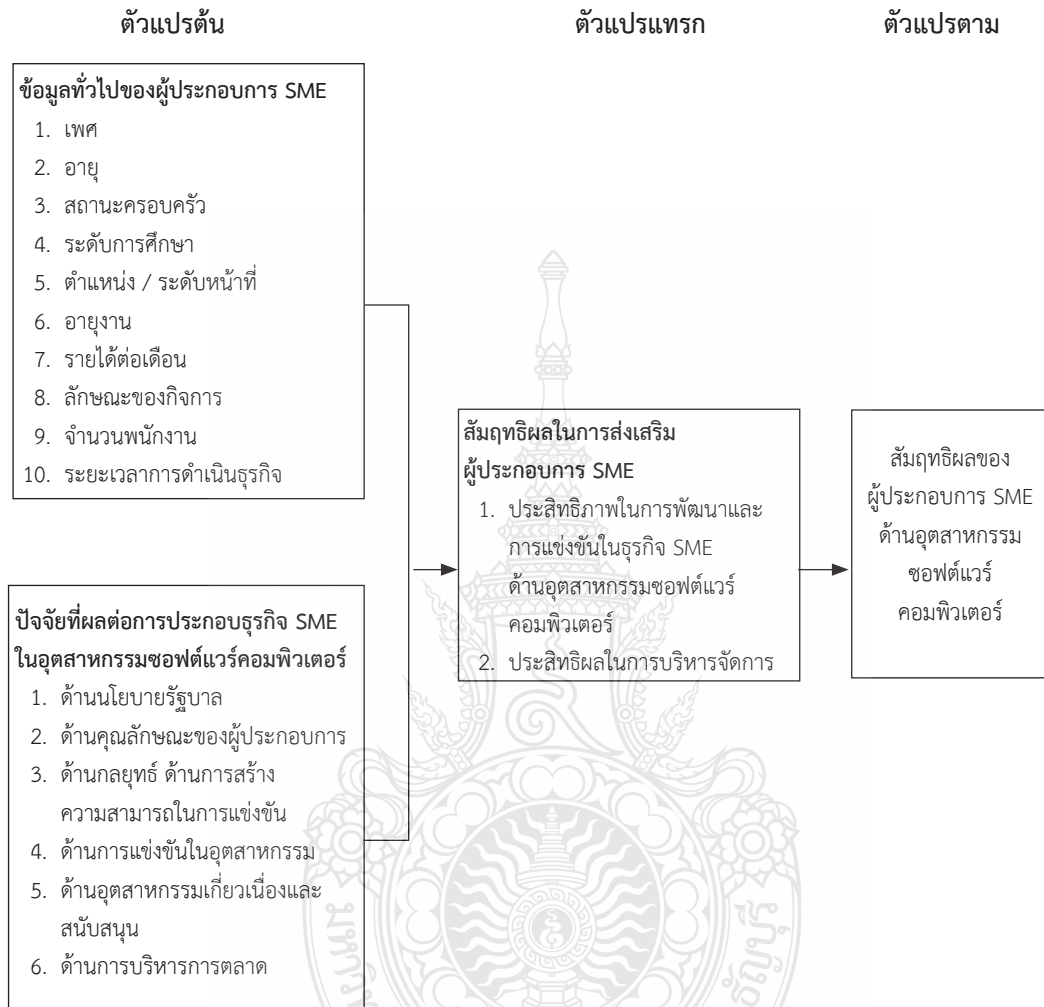 ตัวแปรต้น
ตัวแปรแทรก
ตัวแปรตาม
ข้อมูลทั่วไปของผู้ประกอบการ SME
1. เพศ
2. อายุ
3. สถานะครอบครัว
4. ระดับการศึกษา
5. ตำแหน่ง / ระดับหน้าที่
6. อายุงาน
7. รายได้ต่อเดือน
8. ลักษณะของกิจการ
9. จำนวนพนักงาน
10. ระยะเวลาการดำเนินธุรกิจ
ปัจจัยที่ผลต่อการประกอบธุรกิจ SME
ในอุตสาหกรรมซอฟต์แวร์คอมพิวเตอร์
1. ด้านนโยบายรัฐบาล
2. ด้านคุณลักษณะของผู้ประกอบการ
3. ด้านกลยุทธ์ ด้านการสร้าง
ความสามารถในการแข่งขัน
4. ด้านการแข่งขันในอุตสาหกรรม
5. ด้านอุตสาหกรรมเกี่ยวเนื่องและ
สนับสนุน
6. ด้านการบริหารการตลาด
สัมฤทธิผลในการส่งเสริม
ผู้ประกอบการ SME
1. ประสิทธิภาพในการพัฒนาและ
การแข่งขันในธุรกิจ SME
ด้านอุตสาหกรรมซอฟต์แวร์
คอมพิวเตอร์
2. ประสิทธิผลในการบริหารจัดการ
สัมฤทธิผลของ
ผู้ประกอบการ SME
ด้านอุตสาหกรรม
ซอฟต์แวร์
คอมพิวเตอร์